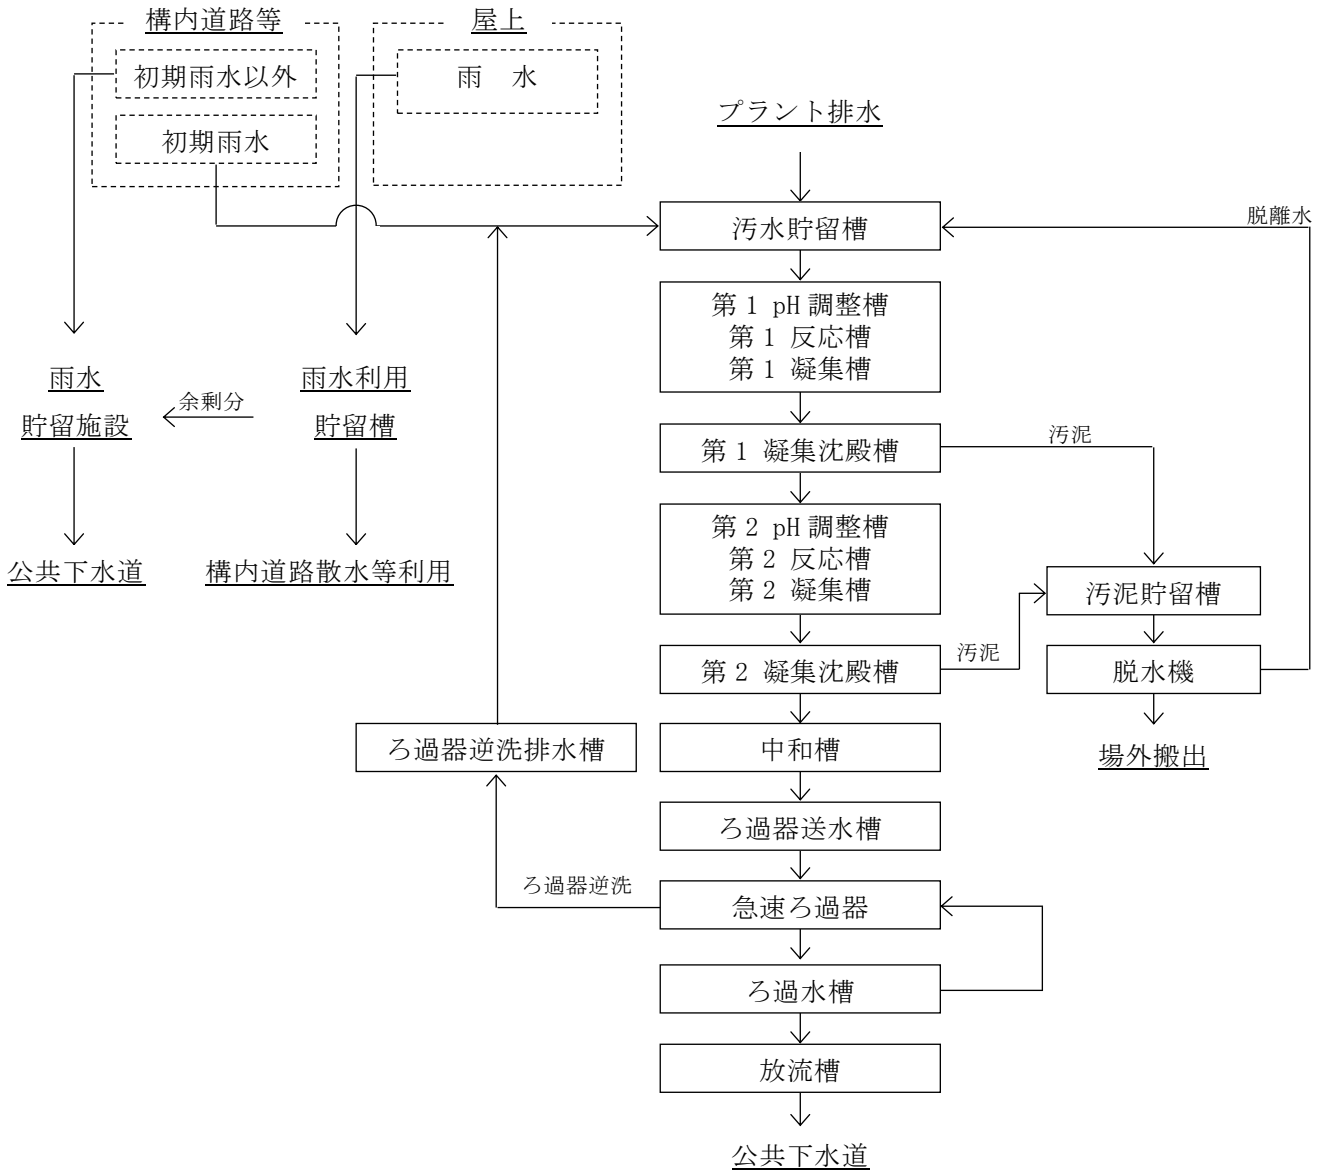 構内道路等
屋上
初期雨水以外
雨 水
初期雨水
プラント排水
汚水貯留槽
脱離水
第1 pH調整槽
第1 反応槽
第1 凝集槽
雨水
貯留施設
余剰分
雨水利用
貯留槽
第1 凝集沈殿槽
汚泥
第2 pH調整槽
第2 反応槽
第2 凝集槽
公共下水道
構内道路散水等利用
汚泥貯留槽
第2 凝集沈殿槽
汚泥
脱水機
ろ過器逆洗排水槽
中和槽
場外搬出
ろ過器送水槽
ろ過器逆洗
急速ろ過器
ろ過水槽
放流槽
公共下水道